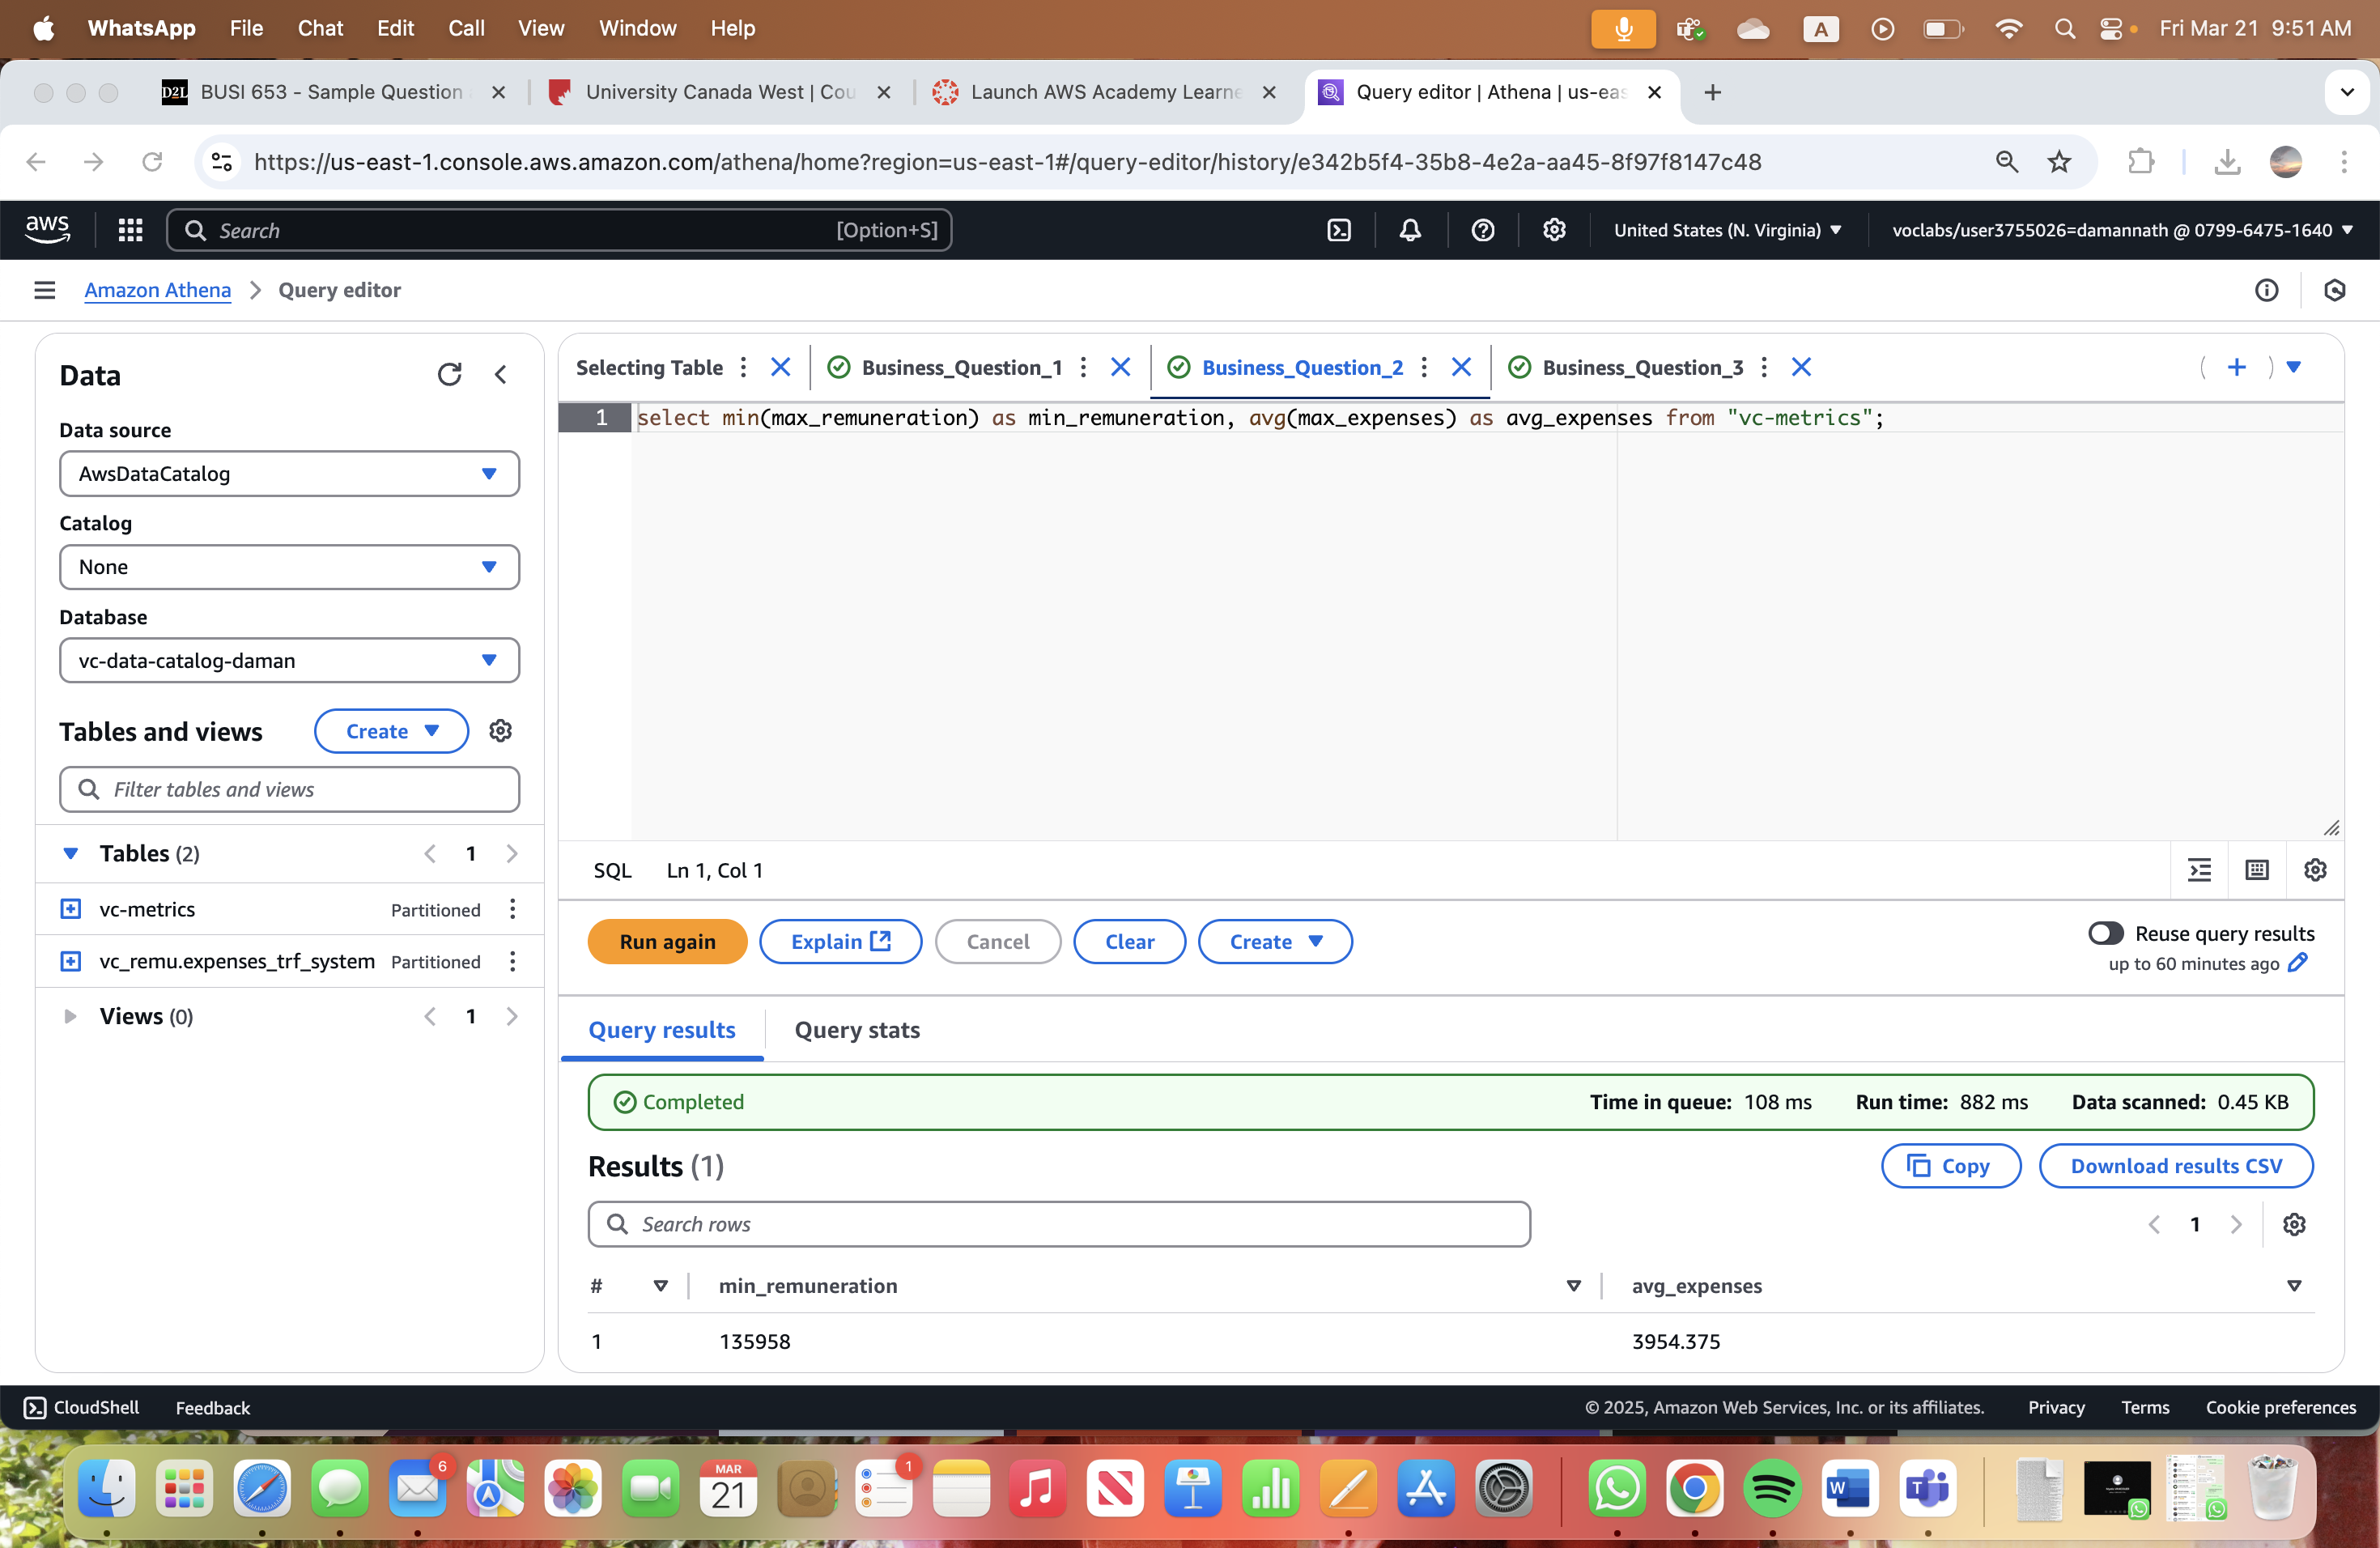 WhatsApp File Chat Edit Call View Window Help A Fri Mar 21 9:51 AM
D2L BUSI 653 - Sample Question University Canada West | Cou Launch AWS Academy Learne Query editor | Athena | us-eas
https://us-east-1.console.aws.amazon.com/athena/home?region=us-east-1#/query-editor/history/e342b5f4-35b8-4e2a-aa45-8f97f8147c48
aws Search [Option+S] United States (N. Virginia) voclabs/user3755026=damannath @ 0799-6475-1640
Amazon Athena Query editor
Data
Data source
AwsDataCatalog
Catalog
None
Database
vc-data-catalog-daman
Tables and views Create
Filter tables and views
Tables (2) 1
vc-metrics Partitioned
vc_remu.expenses_trf_system Partitioned
Views (0) 1
Selecting Table Business_Question_1 Business_Question_2 Business_Question_3
1 select min(max_remuneration) as min_remuneration, avg(max_expenses) as avg_expenses from "vc-metrics";
SQL Ln 1, Col 1
Run again Explain Cancel Clear Create
Reuse query results
up to 60 minutes ago
Query results Query stats
Completed Time in queue: 108 ms Run time: 882 ms Data scanned: 0.45 KB
Results (1) Copy Download results CSV
Search rows 1
# min_remuneration avg_expenses
1 135958 3954.375
CloudShell Feedback © 2025, Amazon Web Services, Inc. or its affiliates. Privacy Terms Cookie preferences
6 MAR 1
21 W T